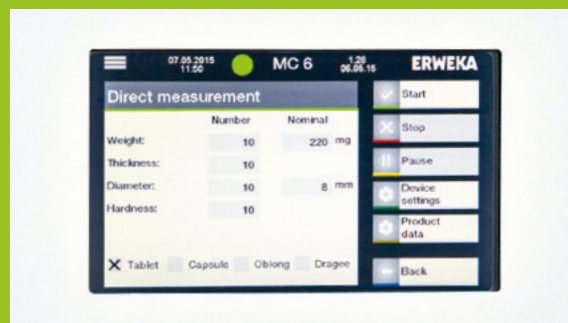 07.05.2015
11:50
MC 6
1.20
06.05.15
ERWEKA
Direct measurement
Number Nominal
Weight: 10 220 mg
Thickness: 10
Diameter: 10 8 mm
Hardness: 10
Tablet Capsule Oblong Dragee
Start
Stop
Pause
Device
settings
Product
data
Back